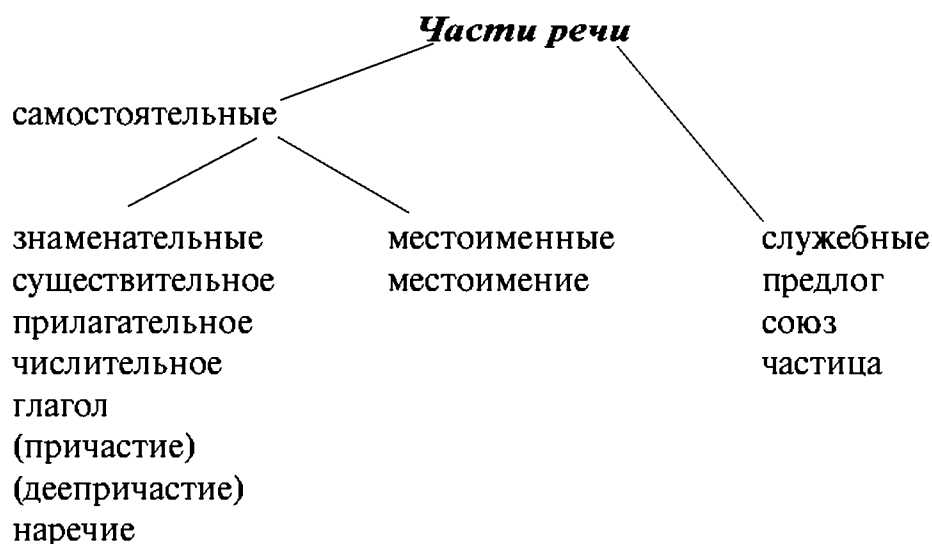 Части речи
самостоятельные
знаменательные местоименные служебные
существительное местоимение предлог
прилагательное союз
числительное частица
глагол
(причастие)
(деепричастие)
наречие